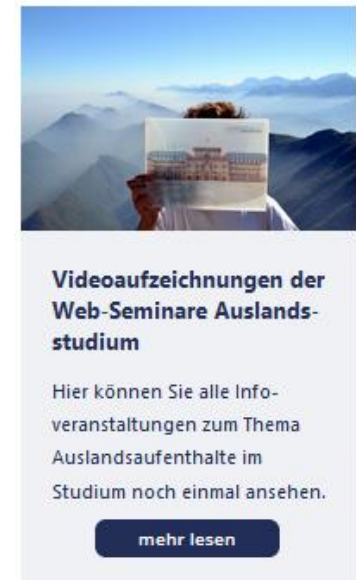 Videoaufzeichnungen der
Web-Seminare Auslands-
studium
Hier können Sie alle Info-
veranstaltungen zum Thema
Auslandsaufenthalte im
Studium noch einmal ansehen.
mehr lesen